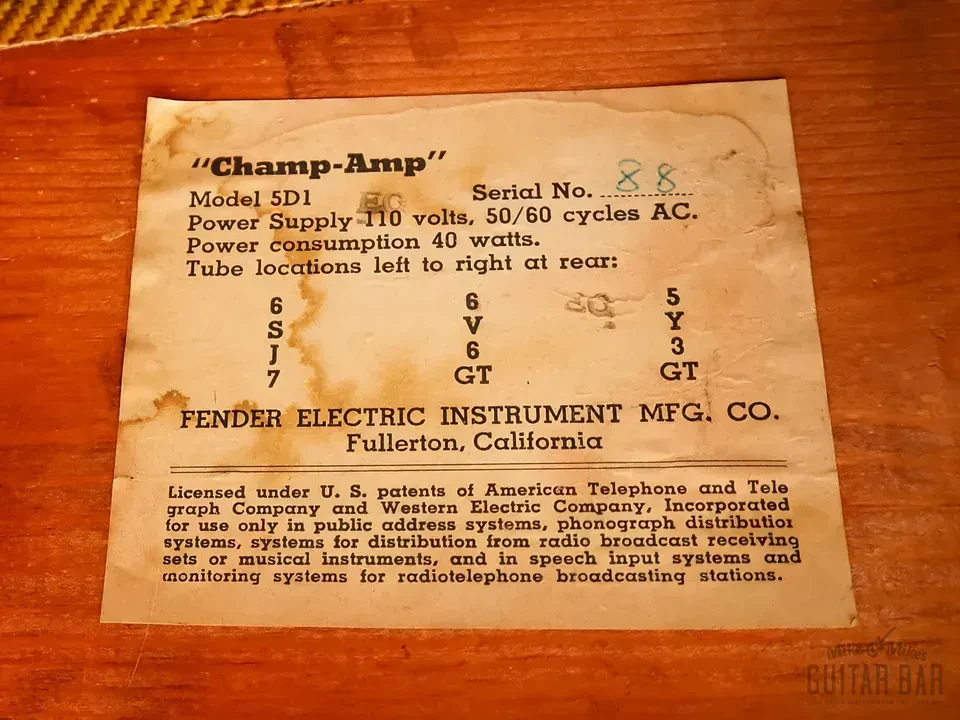 "Champ-Amp"
Model 5D1 EC Serial No. 88
Power Supply 110 volts, 50/60 cycles AC.
Power consumption 40 watts.
Tube locations left to right at rear:
6 6 5
S V Y
J 6 3
7 GT GT
FENDER ELECTRIC INSTRUMENT MFG. CO.
Fullerton, California
Licensed under U. S. patents of American Telephone and Tele
graph Company and Western Electric Company, Incorporated
for use only in public address systems, phonograph distribution
systems, systems for distribution from radio broadcast receiving
sets or musical instruments, and in speech input systems and
monitoring systems for radiotelephone broadcasting stations.
Mike & Mike's
GUITAR BAR